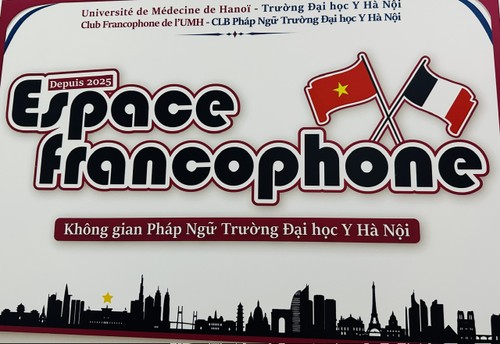 Université de Médecine de Hanoï - Trường Đại học Y Hà Nội
Club Francophone de l'UMH - CLB Pháp Ngữ Trường Đại học Y Hà Nội
Depuis 2025
Espace
francophone
Không gian Pháp Ngữ Trường Đại học Y Hà Nội